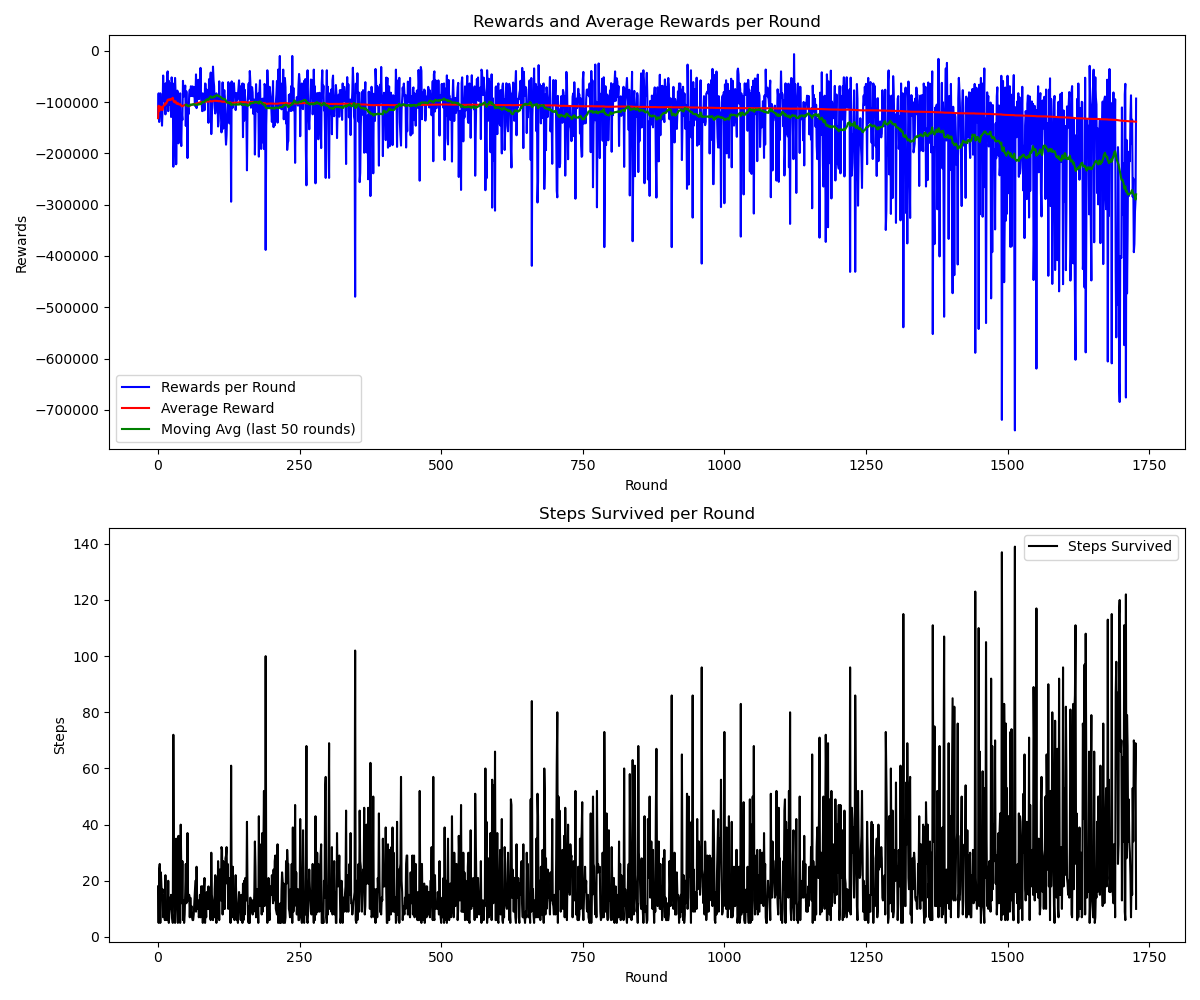 Rewards and Average Rewards per Round
0
−100000
−200000
−300000
−400000
−500000
−600000
−700000
Rewards
Rewards per Round
Average Reward
Moving Avg (last 50 rounds)
0 250 500 750 1000 1250 1500 1750
Round
Steps Survived per Round
140
120
100
80
60
40
20
0
Steps
Steps Survived
0 250 500 750 1000 1250 1500 1750
Round